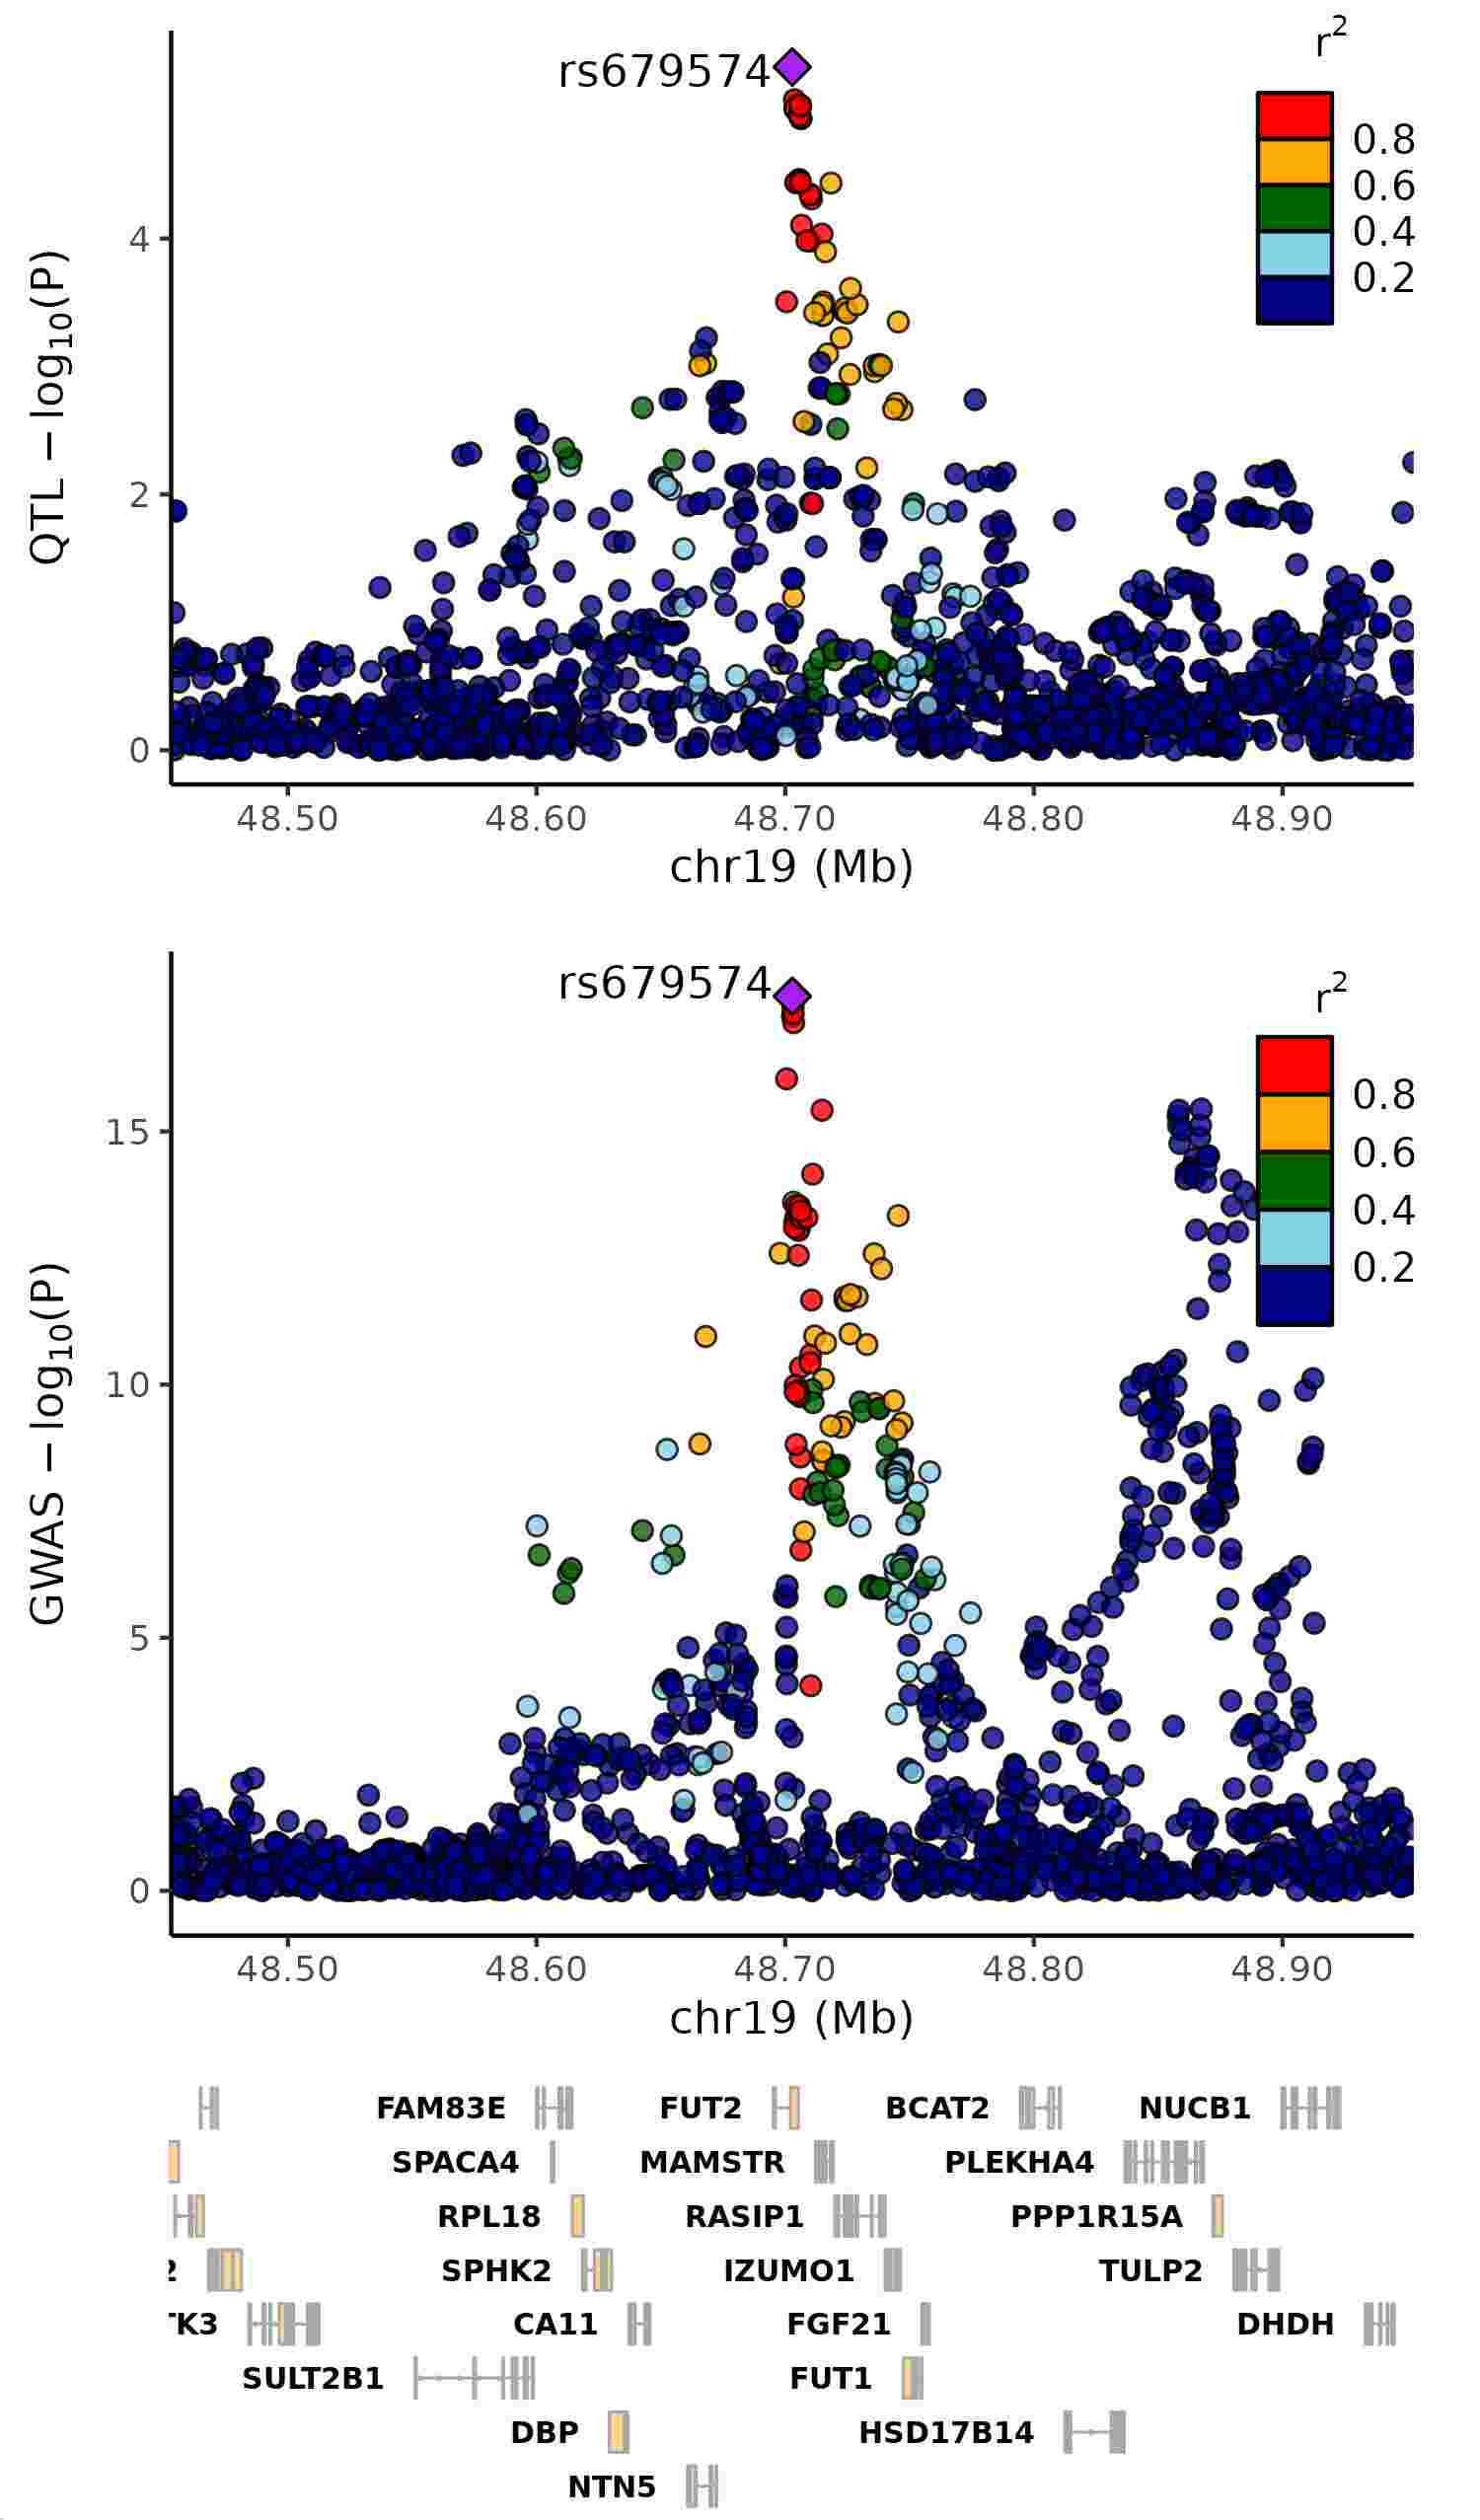 r²
rs679574
0.8
0.6
0.4
0.2
4
2
0
QTL − log₁₀(P)
48.50 48.60 48.70 48.80 48.90
chr19 (Mb)
r²
rs679574
0.8
0.6
0.4
0.2
15
10
5
0
GWAS − log₁₀(P)
48.50 48.60 48.70 48.80 48.90
chr19 (Mb)
FAM83E FUT2 BCAT2 NUCB1
SPACA4 MAMSTR PLEKHA4
RPL18 RASIP1 PPP1R15A
2 SPHK2 IZUMO1 TULP2
TK3 CA11 FGF21 DHDH
SULT2B1 FUT1
DBP HSD17B14
NTN5